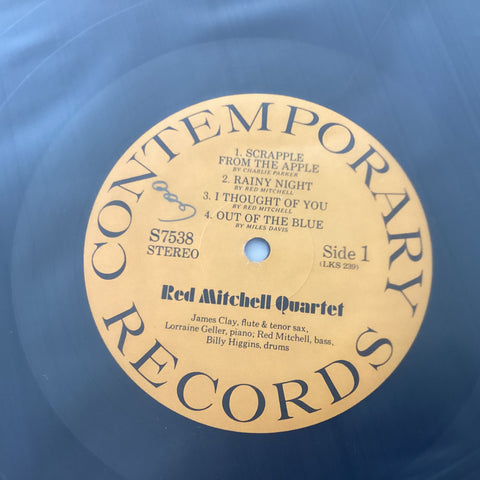 CONTEMPORARY
1. SCRAPPLE
FROM THE APPLE
BY CHARLIE PARKER
2. RAINY NIGHT
BY RED MITCHELL
3. I THOUGHT OF YOU
BY RED MITCHELL
4. OUT OF THE BLUE
BY MILES DAVIS
S7538
STEREO
Side 1
(LKS 239)
Red Mitchell Quartet
James Clay, flute & tenor sax,
Lorraine Geller, piano; Red Mitchell, bass,
Billy Higgins, drums
RECORDS